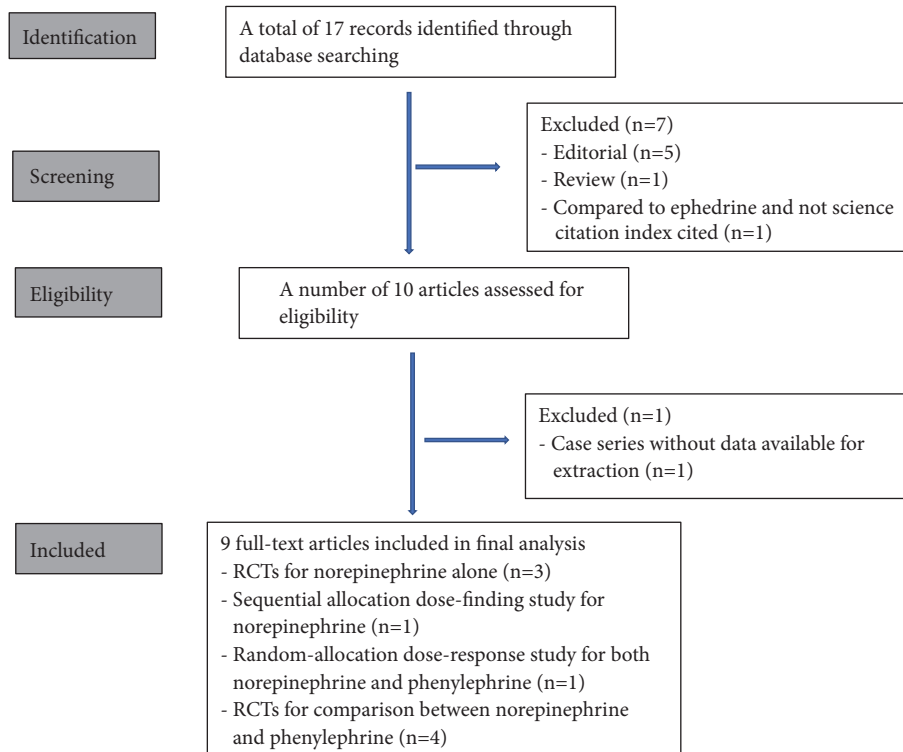 Identification
A total of 17 records identified through
database searching
Excluded (n=7)
- Editorial (n=5)
- Review (n=1)
- Compared to ephedrine and not science
citation index cited (n=1)
Screening
Eligibility
A number of 10 articles assessed for
eligibility
Excluded (n=1)
- Case series without data available for
extraction (n=1)
Included
9 full-text articles included in final analysis
- RCTs for norepinephrine alone (n=3)
- Sequential allocation dose-finding study for
norepinephrine (n=1)
- Random-allocation dose-response study for both
norepinephrine and phenylephrine (n=1)
- RCTs for comparison between norepinephrine
and phenylephrine (n=4)